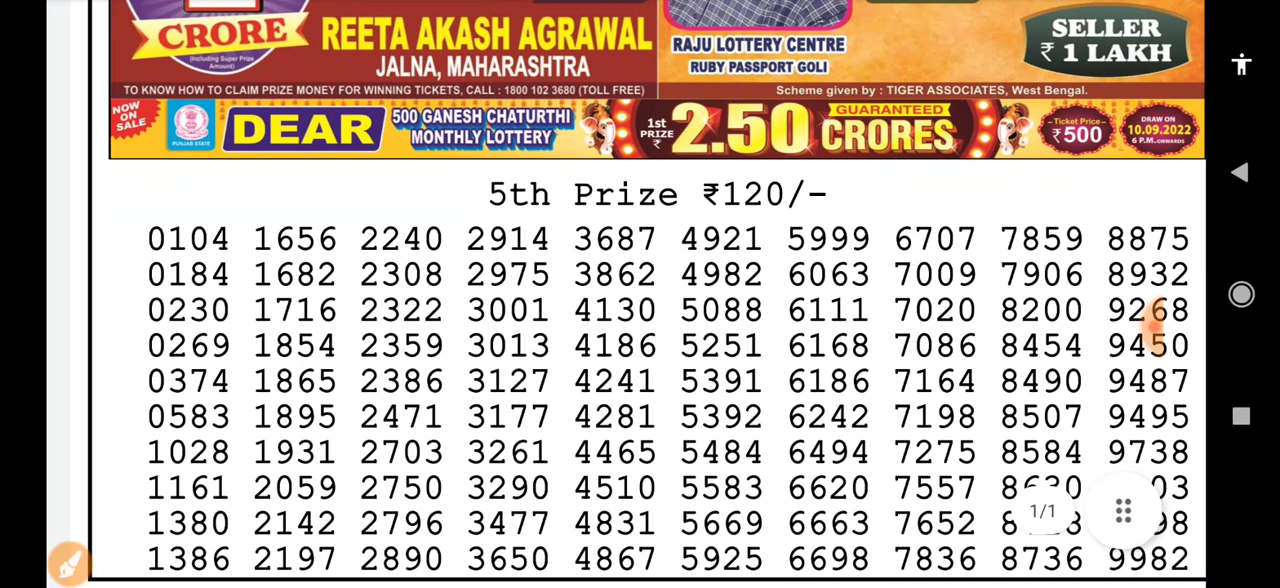 CRORE
(Including Super Prize Amount)
REETA AKASH AGRAWAL
JALNA, MAHARASHTRA
RAJU LOTTERY CENTRE
RUBY PASSPORT GOLI
SELLER
₹ 1 LAKH
TO KNOW HOW TO CLAIM PRIZE MONEY FOR WINNING TICKETS, CALL : 1800 102 3680 (TOLL FREE)
Scheme given by : TIGER ASSOCIATES, West Bengal.
NOW ON SALE
PUNJAB STATE
DEAR
500 GANESH CHATURTHI
MONTHLY LOTTERY
1st PRIZE ₹
2.50
GUARANTEED
CRORES
Ticket Price
₹500
DRAW ON
10.09.2022
6 P.M. ONWARDS
5th Prize ₹120/-
0104 1656 2240 2914 3687 4921 5999 6707 7859 8875
0184 1682 2308 2975 3862 4982 6063 7009 7906 8932
0230 1716 2322 3001 4130 5088 6111 7020 8200 9268
0269 1854 2359 3013 4186 5251 6168 7086 8454 9450
0374 1865 2386 3127 4241 5391 6186 7164 8490 9487
0583 1895 2471 3177 4281 5392 6242 7198 8507 9495
1028 1931 2703 3261 4465 5484 6494 7275 8584 9738
1161 2059 2750 3290 4510 5583 6620 7557
1380 2142 2796 3477 4831 5669 6663 7652
1386 2197 2890 3650 4867 5925 6698 7836 8736 9982
1/1